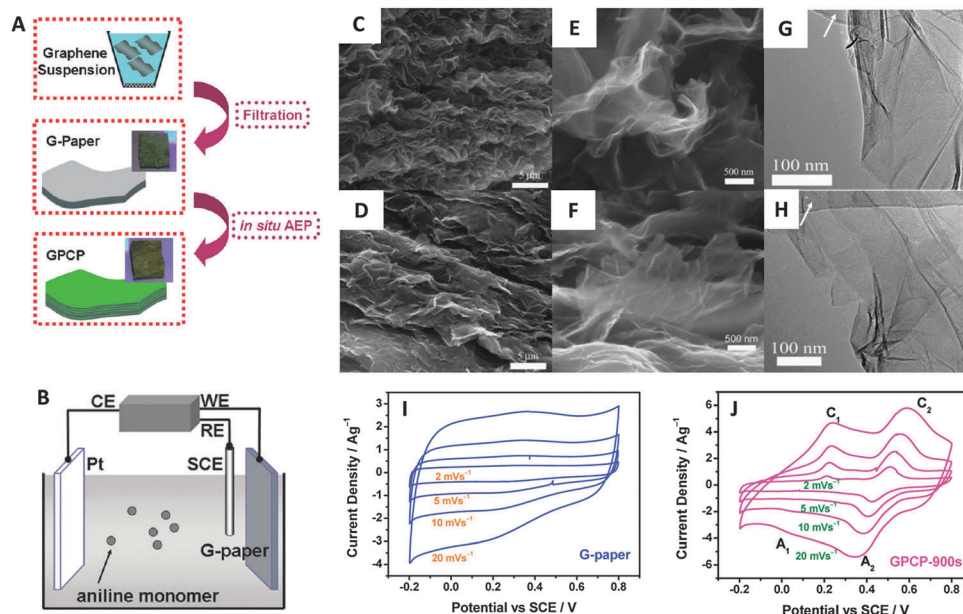 A
Graphene
Suspension
Filtration
G-Paper
in situ AEP
GPCP
B
CE
WE
RE
Pt
SCE
G-paper
aniline monomer
C
5 µm
D
5 µm
E
500 nm
F
500 nm
G
100 nm
H
100 nm
I
Current Density / Ag⁻¹
3
2
1
0
-1
-2
-3
-4
2 mVs⁻¹
5 mVs⁻¹
10 mVs⁻¹
20 mVs⁻¹
G-paper
-0.2 0.0 0.2 0.4 0.6 0.8
Potential vs SCE / V
J
Current Density / Ag⁻¹
6
4
2
0
-2
-4
-6
C₁
C₂
2 mVs⁻¹
5 mVs⁻¹
10 mVs⁻¹
20 mVs⁻¹
A₁
A₂
GPCP-900s
-0.2 0.0 0.2 0.4 0.6 0.8
Potential vs SCE / V